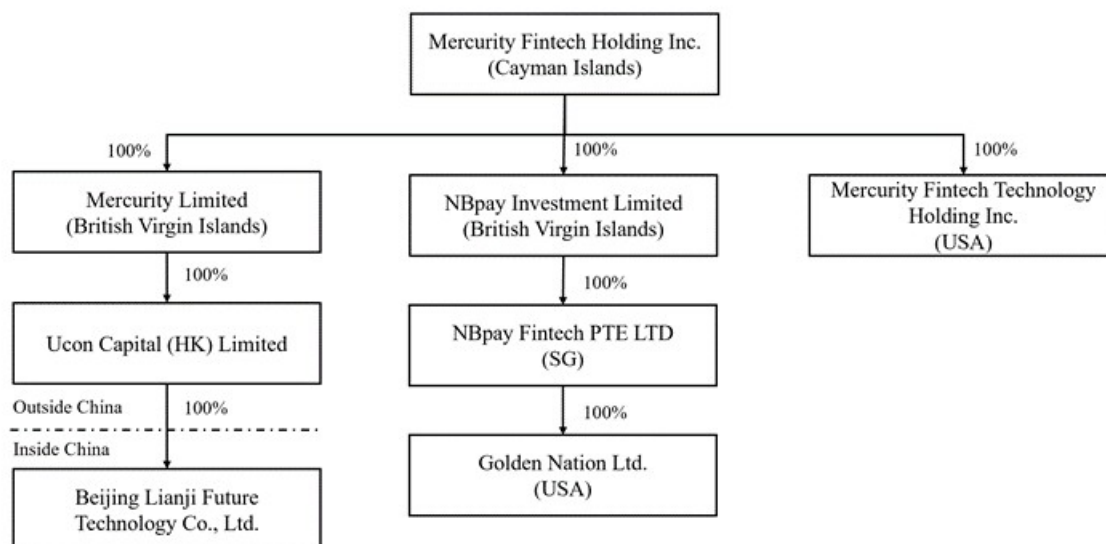 Mercurity Fintech Holding Inc.
(Cayman Islands)
100%
100%
100%
Mercurity Limited
(British Virgin Islands)
NBpay Investment Limited
(British Virgin Islands)
Mercurity Fintech Technology
Holding Inc.
(USA)
100%
100%
Ucon Capital (HK) Limited
NBpay Fintech PTE LTD
(SG)
Outside China
100%
100%
Inside China
Golden Nation Ltd.
(USA)
Beijing Lianji Future
Technology Co., Ltd.